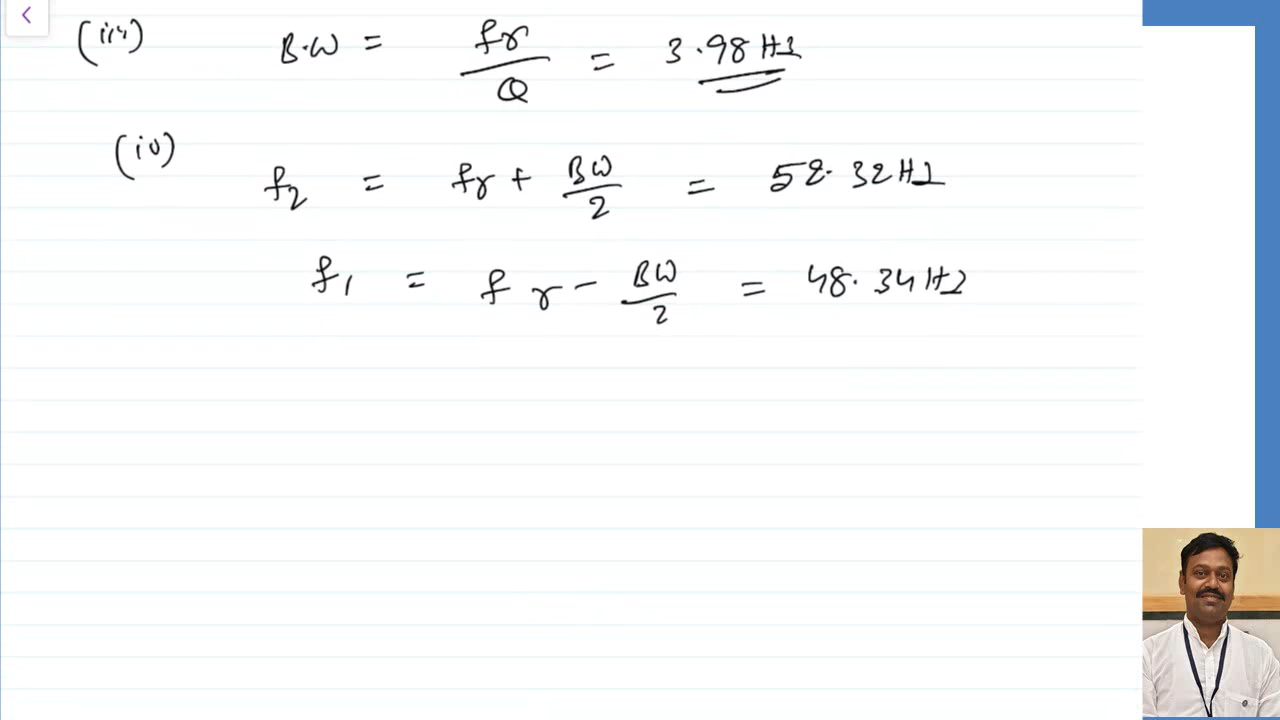 (iii) B.W = fr/Q = 3.98 Hz
(iv)
f₂ = fr + BW/2 = 52.32 Hz
f₁ = fr − BW/2 = 48.34 Hz